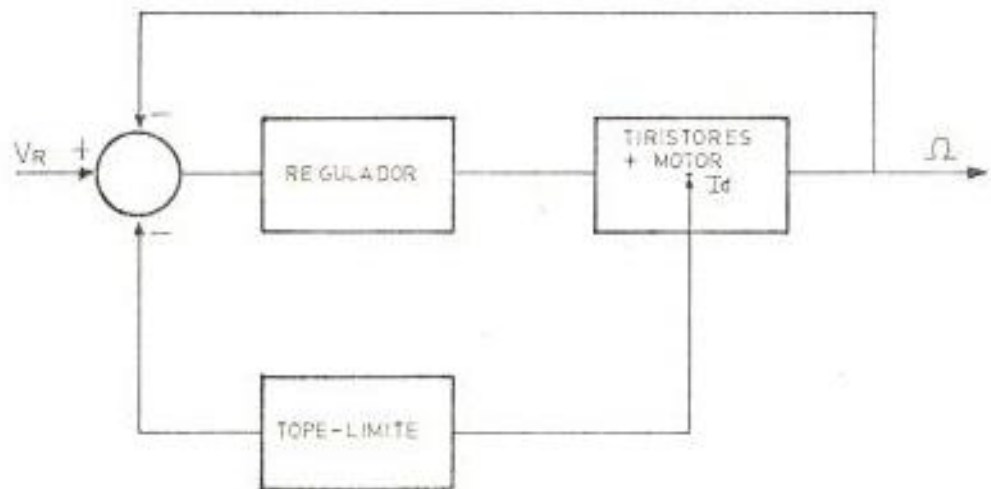 −
VR +
REGULADOR
TIRISTORES
+ MOTOR
Id
Ω
−
TOPE-LIMITE